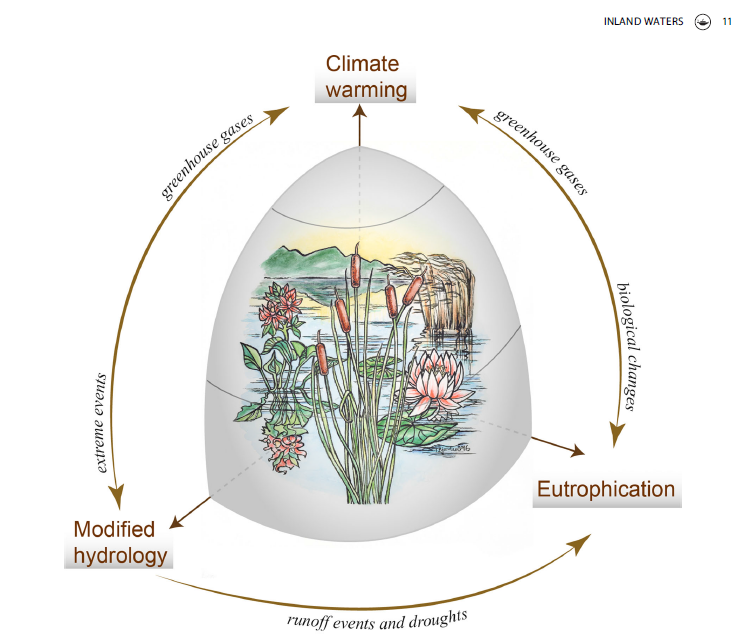 INLAND WATERS 11
Climate
warming
greenhouse gases
greenhouse gases
biological changes
extreme events
Eutrophication
Modified
hydrology
runoff events and droughts